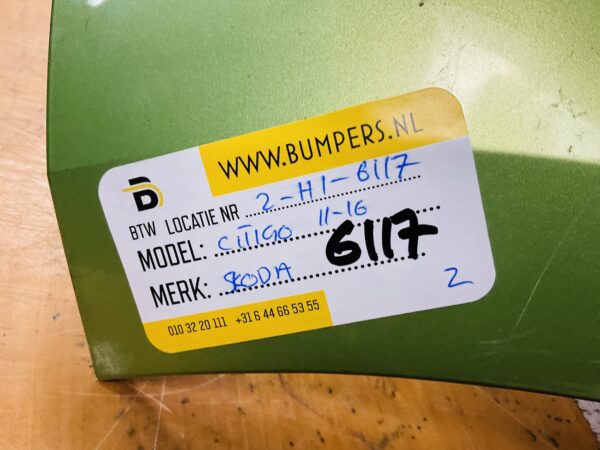 WWW.BUMPERS.NL
BTW LOCATIE NR 2-H1-6117
MODEL: CITIGO 11-16
MERK: SKODA 6117
2
010 32 20 111 +31 6 44 66 53 55